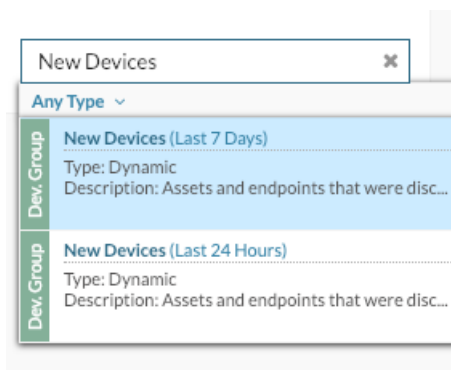 New Devices ✖
Any Type
Dev. Group
New Devices (Last 7 Days)
Type: Dynamic
Description: Assets and endpoints that were disc...
Dev. Group
New Devices (Last 24 Hours)
Type: Dynamic
Description: Assets and endpoints that were disc...